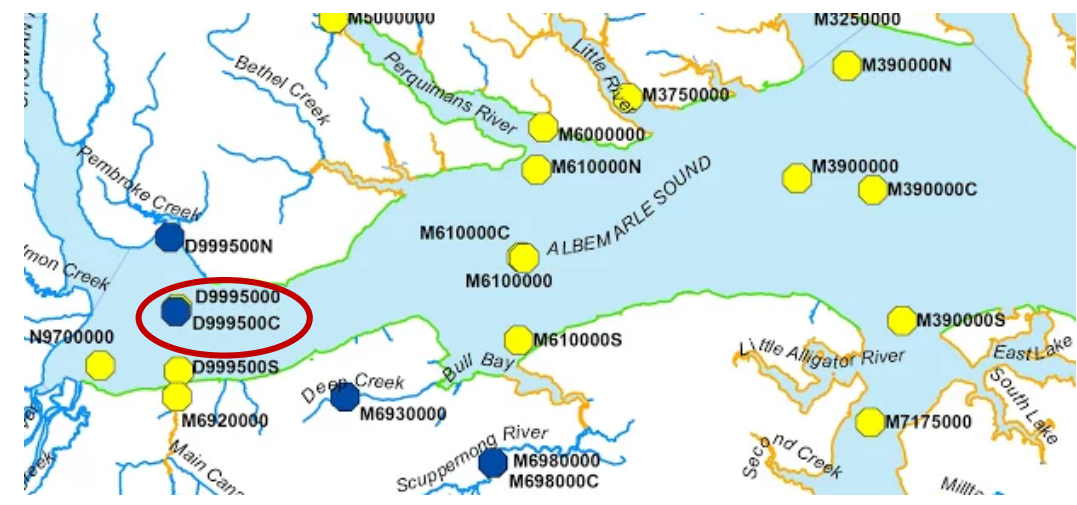 M5000000
M3250000
Little River
M390000N
Bethel Creek
Perquimans River
M3750000
M6000000
M610000N
M3900000
M390000C
Pembroke Creek
ALBEMARLE SOUND
M610000C
D999500N
M6100000
Creek
D9995000
D999500C
M390000S
N9700000
M610000S
East Lake
Little Alligator River
D999500S
Bull Bay
South Lake
Deep Creek
M6920000
M6930000
M7175000
Main
Second Creek
Scuppernong River
M6980000
M698000C